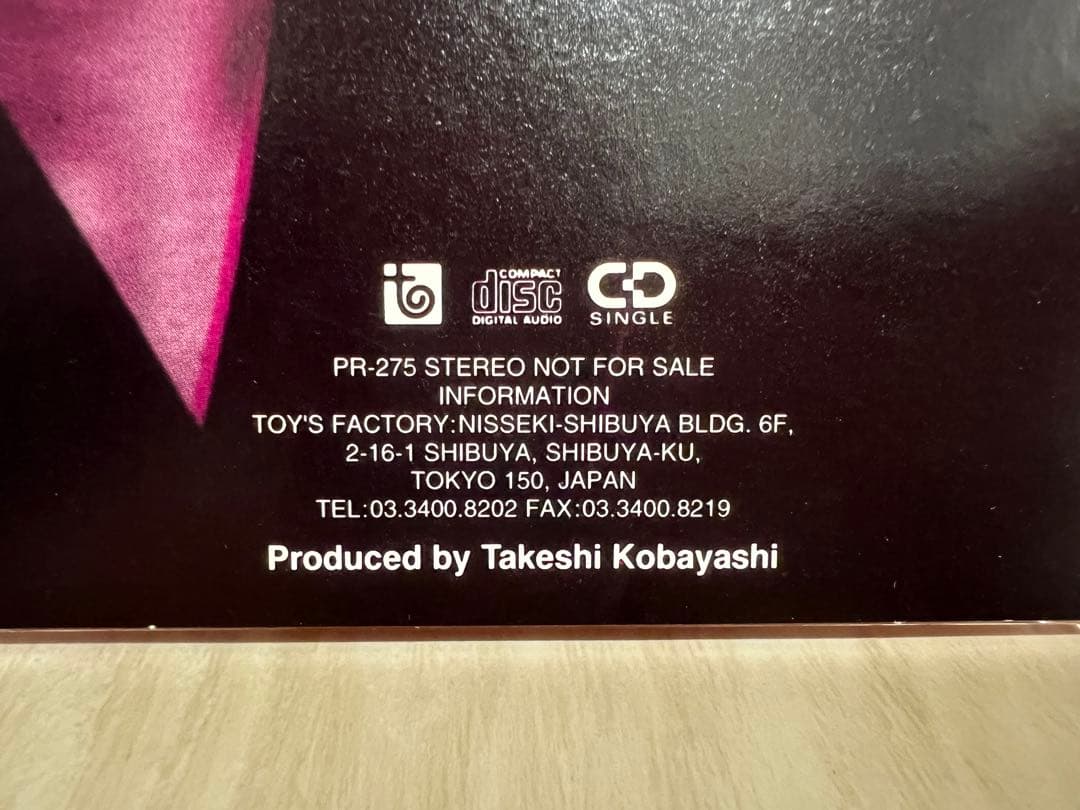 COMPACT
disc
DIGITAL AUDIO
CD
SINGLE
PR-275 STEREO NOT FOR SALE
INFORMATION
TOY'S FACTORY:NISSEKI-SHIBUYA BLDG. 6F,
2-16-1 SHIBUYA, SHIBUYA-KU,
TOKYO 150, JAPAN
TEL:03.3400.8202 FAX:03.3400.8219
Produced by Takeshi Kobayashi